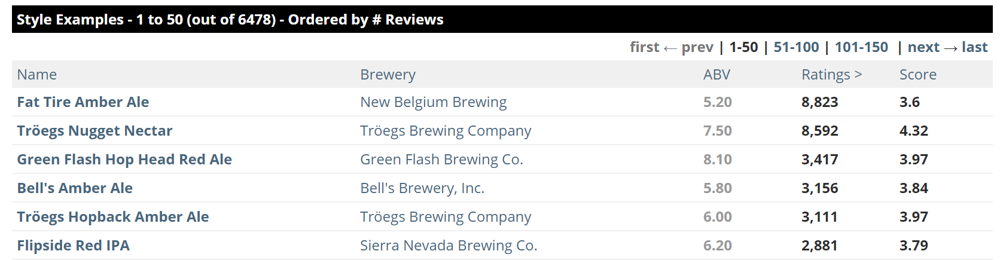 Style Examples - 1 to 50 (out of 6478) - Ordered by # Reviews
first ← prev | 1-50 | 51-100 | 101-150 | next → last
Name Brewery ABV Ratings > Score
Fat Tire Amber Ale New Belgium Brewing 5.20 8,823 3.6
Tröegs Nugget Nectar Tröegs Brewing Company 7.50 8,592 4.32
Green Flash Hop Head Red Ale Green Flash Brewing Co. 8.10 3,417 3.97
Bell's Amber Ale Bell's Brewery, Inc. 5.80 3,156 3.84
Tröegs Hopback Amber Ale Tröegs Brewing Company 6.00 3,111 3.97
Flipside Red IPA Sierra Nevada Brewing Co. 6.20 2,881 3.79